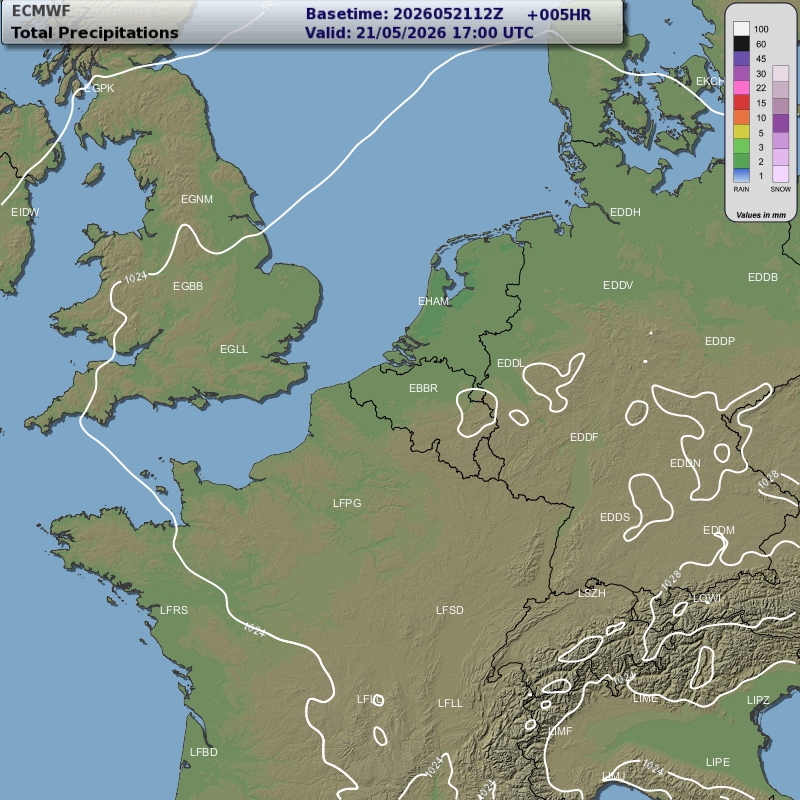 ECMWF
Basetime: 2026052112Z +005HR
Total Precipitations
Valid: 21/05/2026 17:00 UTC
100
60
45
30
22
15
10
5
3
2
1
RAIN SNOW
Values in mm
EGPK
EKCH
EIDW
EGNM
EDDH
1024
EGBB
EDDV
EDDB
EHAM
EGLL
EDDP
EDDL
EBBR
EDDF
EDDN
1028
LFPG
EDDS
EDDM
1028
LSZH
LOWI
LFRS
LFSD
1024
LFLL
LIPZ
LIMF
LFBD
LIPE
1024
1024
LIMJ
1024